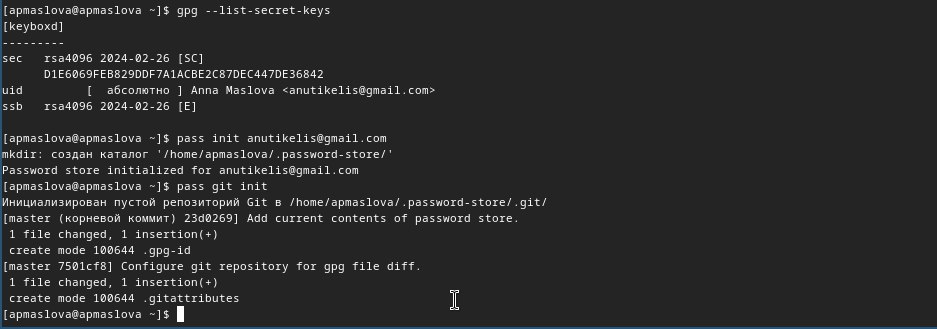 [apmaslova@apmaslova ~]$ gpg --list-secret-keys
[keyboxd]
---------
sec   rsa4096 2024-02-26 [SC]
      D1E6069FEB829DDF7A1ACBE2C87DEC447DE36842
uid         [  абсолютно ] Anna Maslova <anutikelis@gmail.com>
ssb   rsa4096 2024-02-26 [E]

[apmaslova@apmaslova ~]$ pass init anutikelis@gmail.com
mkdir: создан каталог '/home/apmaslova/.password-store/'
Password store initialized for anutikelis@gmail.com
[apmaslova@apmaslova ~]$ pass git init
Инициализирован пустой репозиторий Git в /home/apmaslova/.password-store/.git/
[master (корневой коммит) 23d0269] Add current contents of password store.
 1 file changed, 1 insertion(+)
 create mode 100644 .gpg-id
[master 7501cf8] Configure git repository for gpg file diff.
 1 file changed, 1 insertion(+)
 create mode 100644 .gitattributes
[apmaslova@apmaslova ~]$